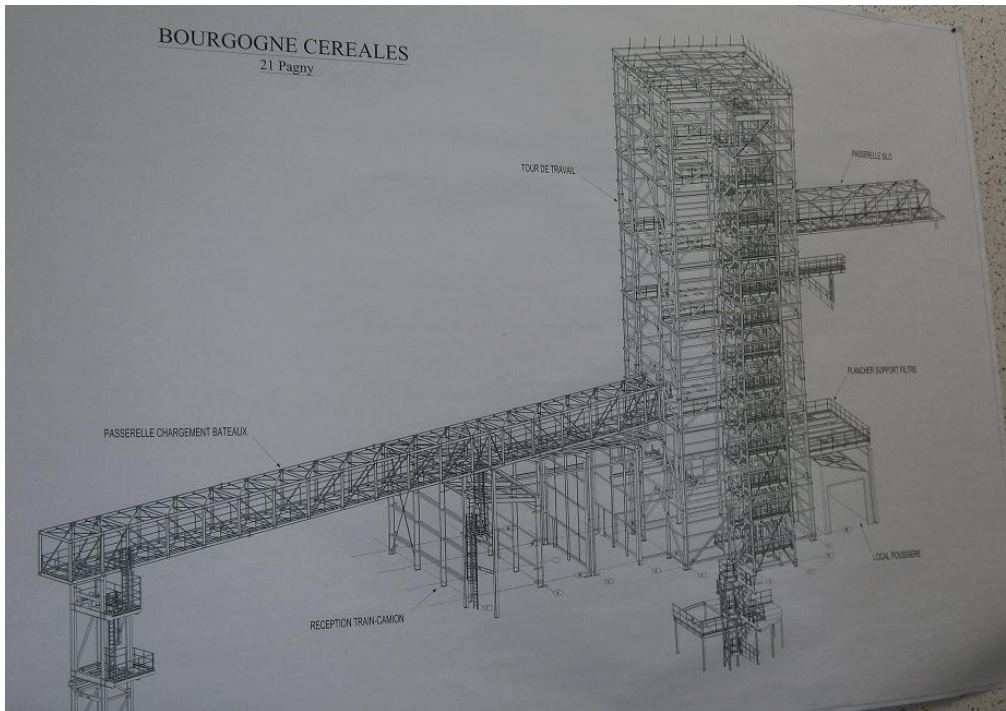 BOURGOGNE CEREALES
21 Pagny
TOUR DE TRAVAIL
PASSERELLE SILO
PLANCHER SUPPORT FILTRE
PASSERELLE CHARGEMENT BATEAUX
LOCAL POUSSIERE
RECEPTION TRAIN-CAMION